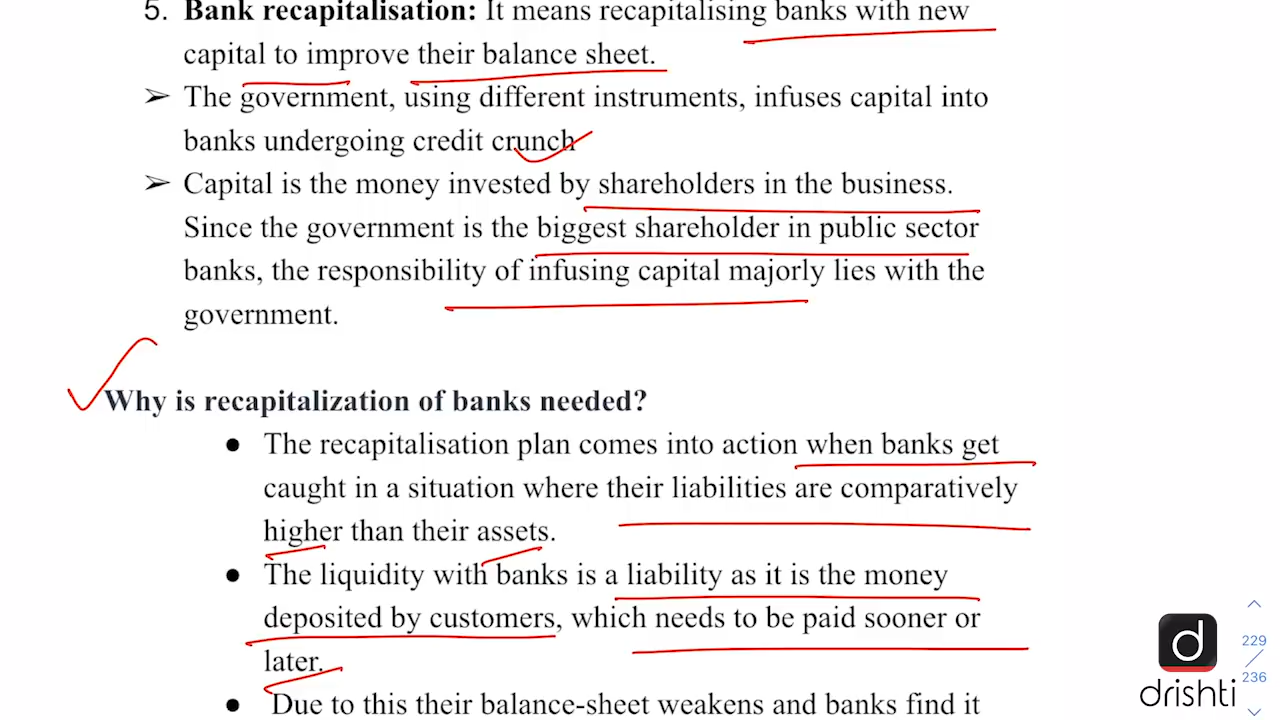 5. Bank recapitalisation: It means recapitalising banks with new
capital to improve their balance sheet.
➢ The government, using different instruments, infuses capital into
banks undergoing credit crunch
➢ Capital is the money invested by shareholders in the business.
Since the government is the biggest shareholder in public sector
banks, the responsibility of infusing capital majorly lies with the
government.
Why is recapitalization of banks needed?
● The recapitalisation plan comes into action when banks get
caught in a situation where their liabilities are comparatively
higher than their assets.
● The liquidity with banks is a liability as it is the money
deposited by customers, which needs to be paid sooner or
later.
● Due to this their balance-sheet weakens and banks find it
d
drishti
229
236